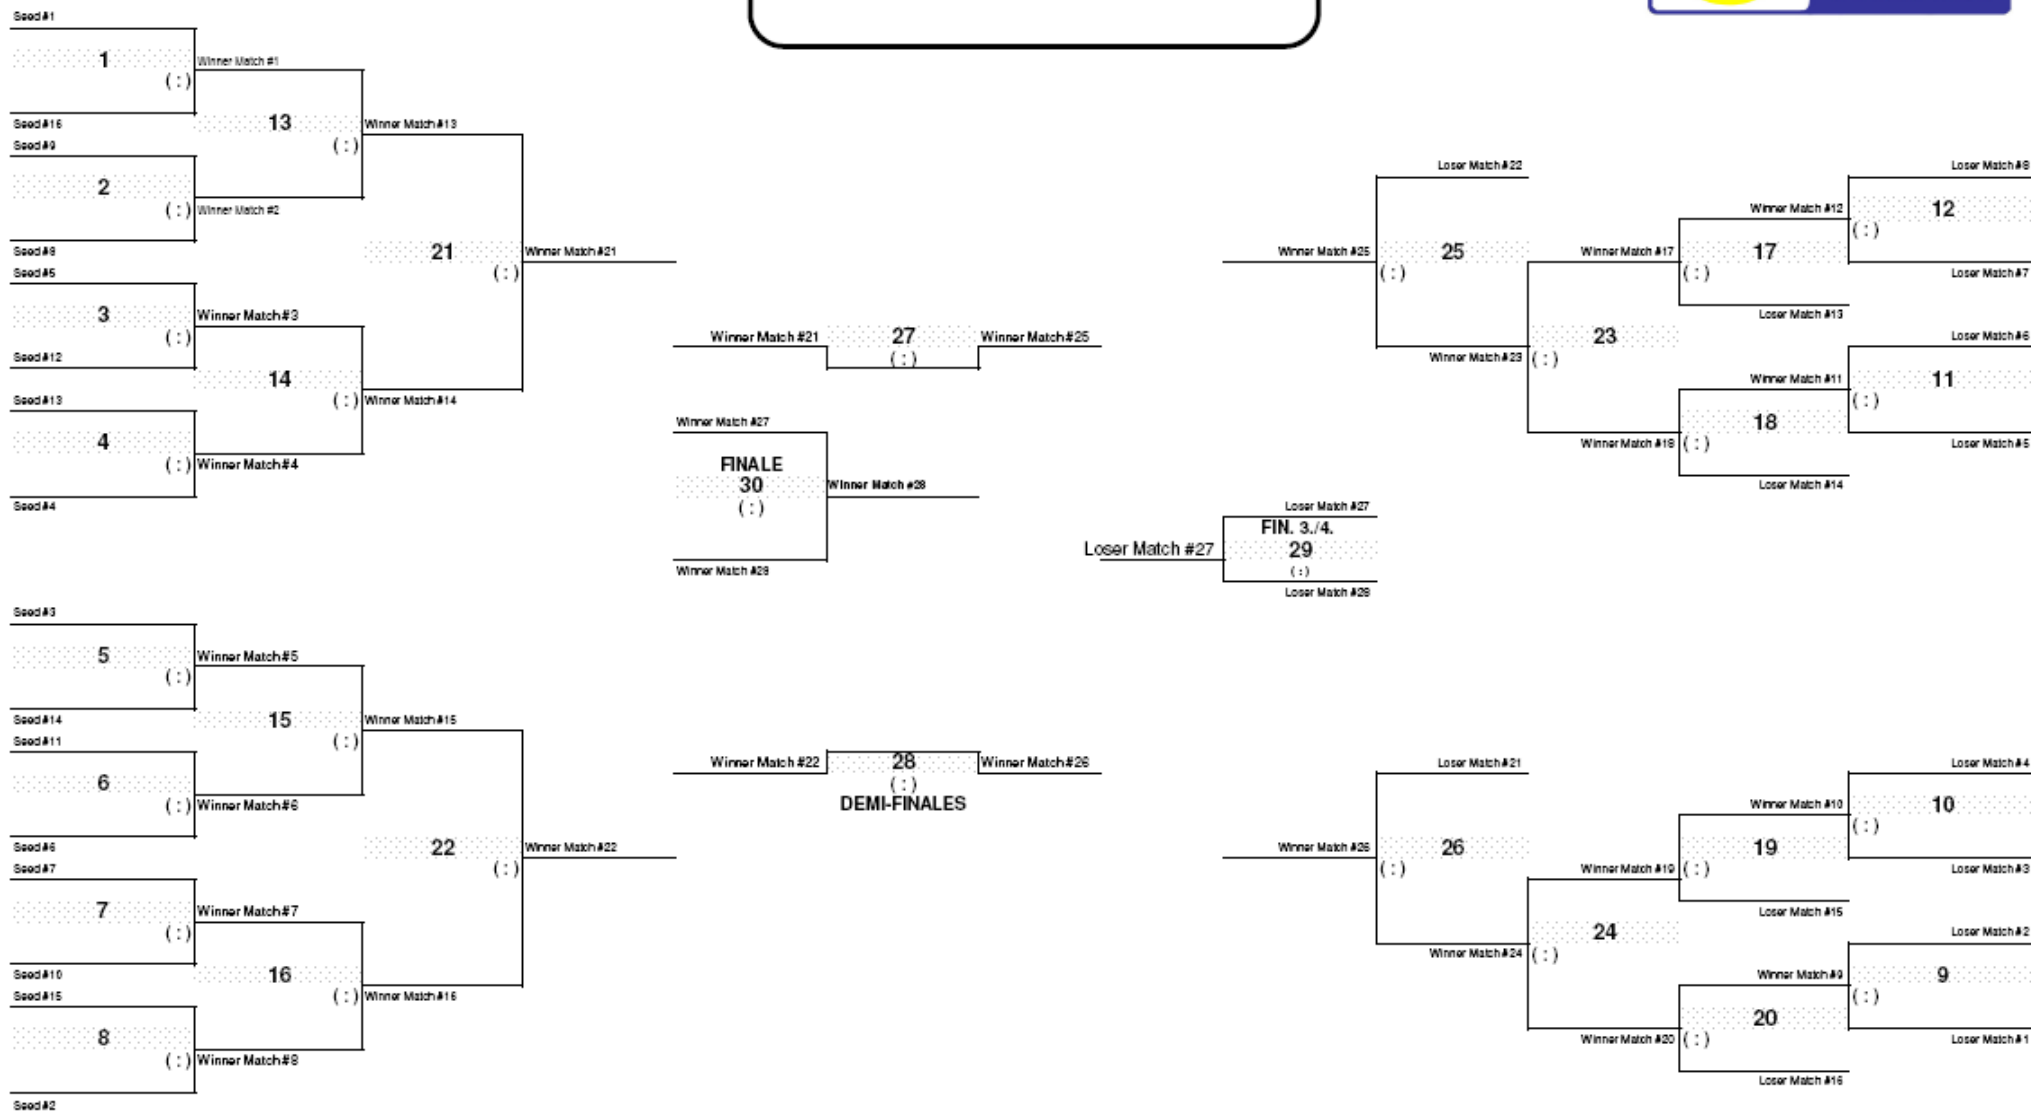 Seed #1
1
( : )
Winner Match #1
Seed #16
13
( : )
Winner Match #13
Seed #9
2
( : )
Winner Match #2
Seed #8
21
( : )
Winner Match #21
Seed #5
3
( : )
Winner Match #3
Seed #12
14
( : )
Winner Match #14
Seed #13
4
( : )
Winner Match #4
Seed #4
Seed #3
5
( : )
Winner Match #5
Seed #14
15
( : )
Winner Match #15
Seed #11
6
( : )
Winner Match #6
Seed #6
22
( : )
Winner Match #22
Seed #7
7
( : )
Winner Match #7
Seed #10
16
( : )
Winner Match #16
Seed #15
8
( : )
Winner Match #8
Seed #2
Winner Match #21
27
( : )
Winner Match #25
Winner Match #27
FINALE
30
( : )
Winner Match #28
Winner Match #29
Loser Match #27
Loser Match #27
FIN. 3./4.
29
( : )
Loser Match #28
Winner Match #22
28
( : )
Winner Match #26
DEMI-FINALES
Loser Match #22
Winner Match #25
25
( : )
Winner Match #23
Winner Match #17
23
( : )
Winner Match #18
Winner Match #12
17
( : )
Loser Match #13
Loser Match #8
12
( : )
Loser Match #7
Winner Match #11
18
( : )
Loser Match #14
Loser Match #6
11
( : )
Loser Match #5
Loser Match #21
Winner Match #26
26
( : )
Winner Match #24
Winner Match #19
24
( : )
Winner Match #20
Winner Match #10
19
( : )
Loser Match #15
Loser Match #4
10
( : )
Loser Match #3
Winner Match #9
20
( : )
Loser Match #16
Loser Match #2
9
( : )
Loser Match #1